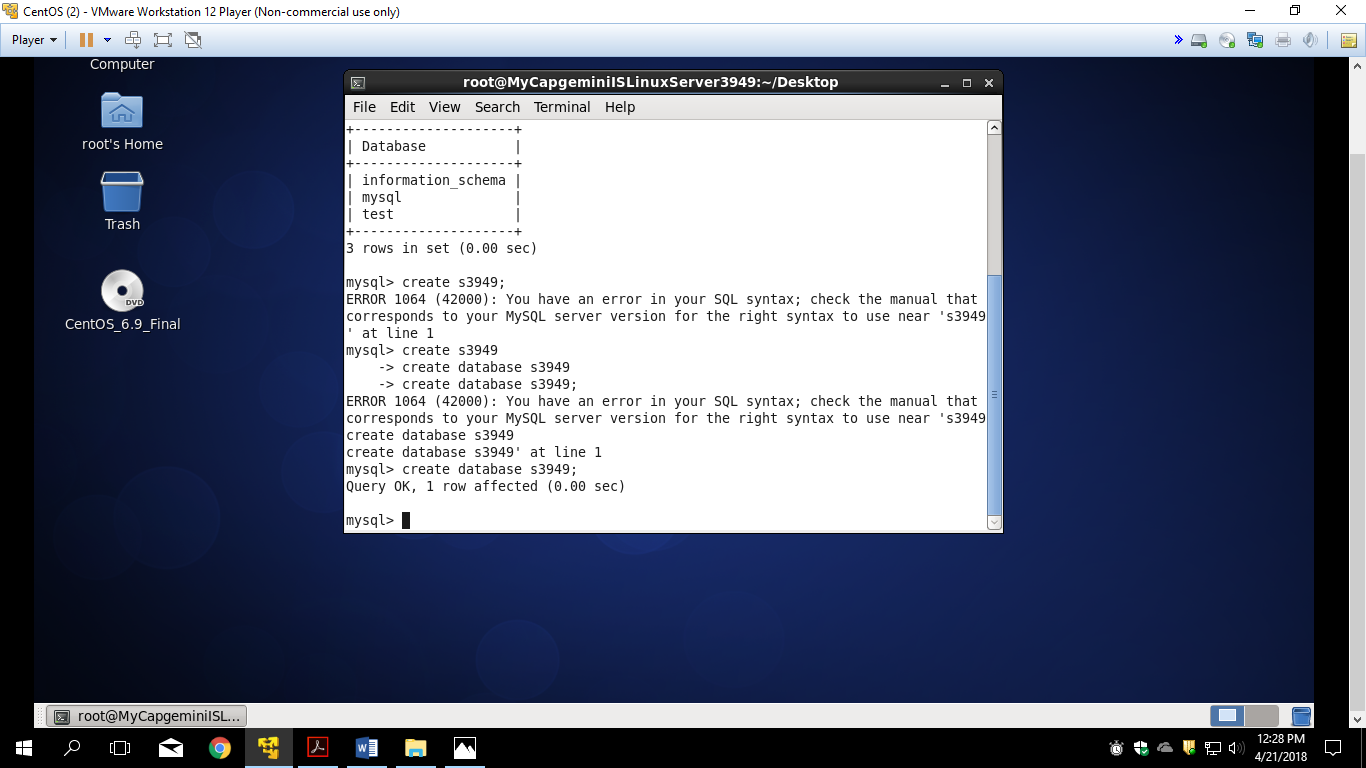 CentOS (2) - VMware Workstation 12 Player (Non-commercial use only)
Player
Computer
root's Home
Trash
DVD
CentOS_6.9_Final
root@MyCapgeminiISLinuxServer3949:~/Desktop
File Edit View Search Terminal Help
+--------------------+
| Database           |
+--------------------+
| information_schema |
| mysql              |
| test               |
+--------------------+
3 rows in set (0.00 sec)
mysql> create s3949;
ERROR 1064 (42000): You have an error in your SQL syntax; check the manual that
corresponds to your MySQL server version for the right syntax to use near 's3949
' at line 1
mysql> create s3949
    -> create database s3949
    -> create database s3949;
ERROR 1064 (42000): You have an error in your SQL syntax; check the manual that
corresponds to your MySQL server version for the right syntax to use near 's3949
create database s3949
create database s3949' at line 1
mysql> create database s3949;
Query OK, 1 row affected (0.00 sec)
mysql>
root@MyCapgeminiISL...
12:28 PM
4/21/2018